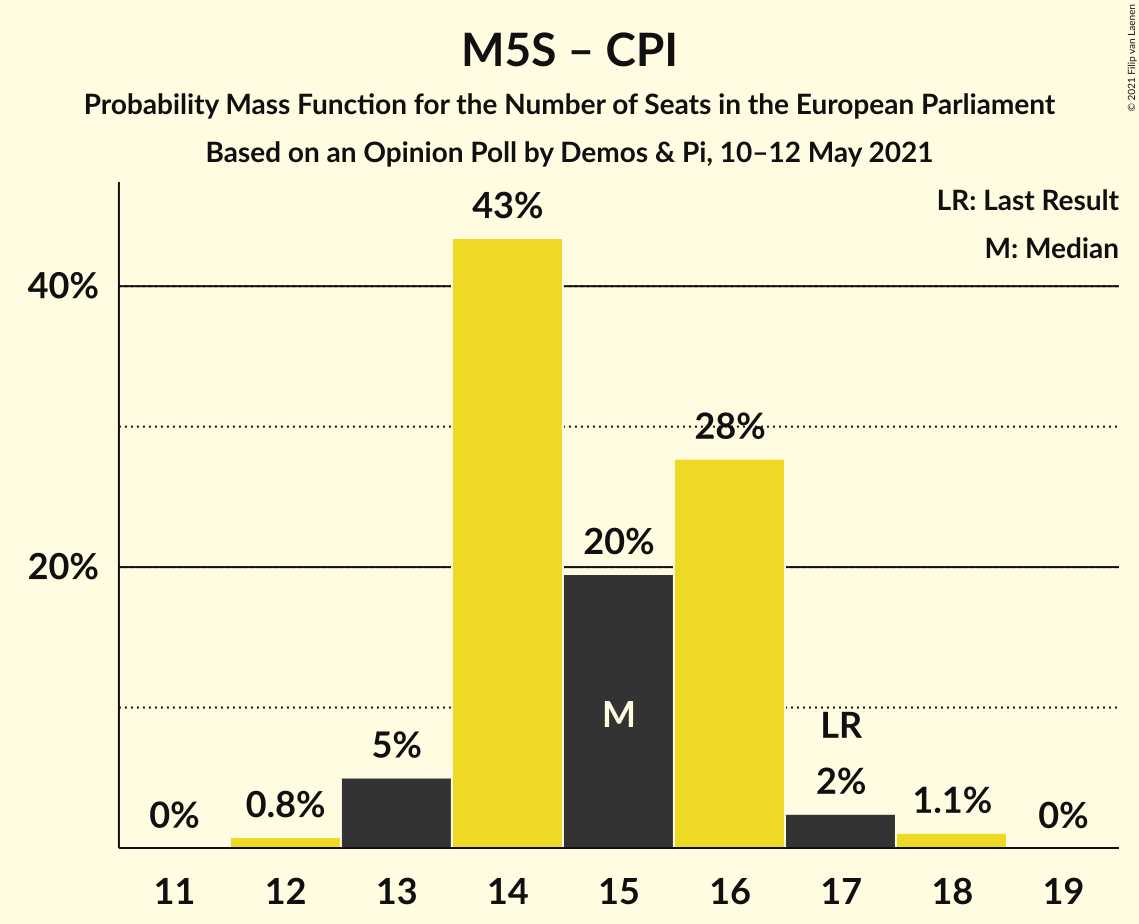 M5S – CPI
Probability Mass Function for the Number of Seats in the European Parliament
Based on an Opinion Poll by Demos & Pi, 10–12 May 2021
© 2021 Filip van Laenen
LR: Last Result
M: Median
40%
20%
0%
0.8%
5%
43%
20%
M
28%
LR
2%
1.1%
0%
11 12 13 14 15 16 17 18 19